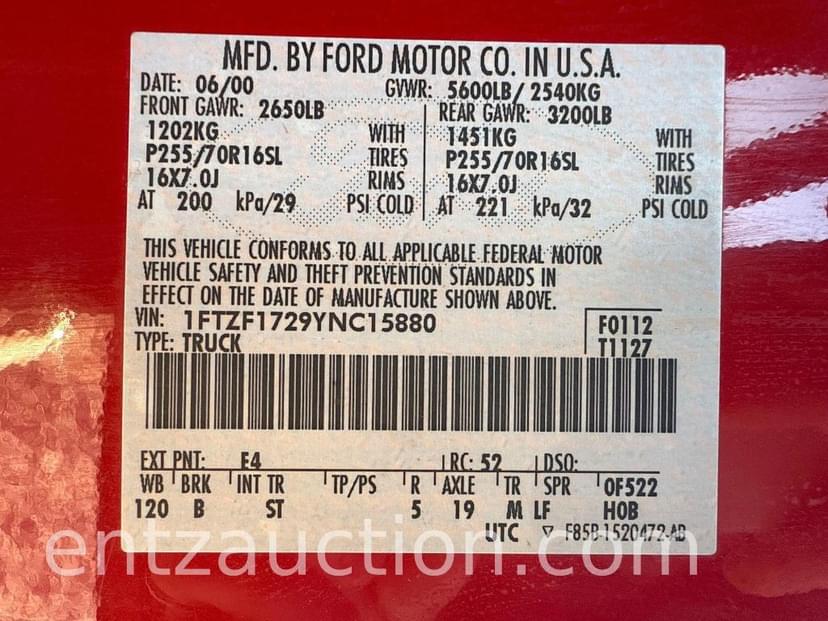 MFD. BY FORD MOTOR CO. IN U.S.A.
DATE: 06/00 GVWR: 5600LB/ 2540KG
FRONT GAWR: 2650LB REAR GAWR: 3200LB
1202KG WITH 1451KG WITH
P255/70R16SL TIRES P255/70R16SL TIRES
16X7.0J RIMS 16X7.0J RIMS
AT 200 kPa/29 PSI COLD AT 221 kPa/32 PSI COLD
THIS VEHICLE CONFORMS TO ALL APPLICABLE FEDERAL MOTOR
VEHICLE SAFETY AND THEFT PREVENTION STANDARDS IN
EFFECT ON THE DATE OF MANUFACTURE SHOWN ABOVE.
VIN: 1FTZF1729YNC15880 F0112
TYPE: TRUCK T1127
EXT PNT: E4 RC: 52 DSO:
WB BRK INT TR TP/PS R AXLE TR SPR OF522
120 B ST 5 19 M LF HOB
UTC ▽ F85B-1520472-AB
entzauction.com